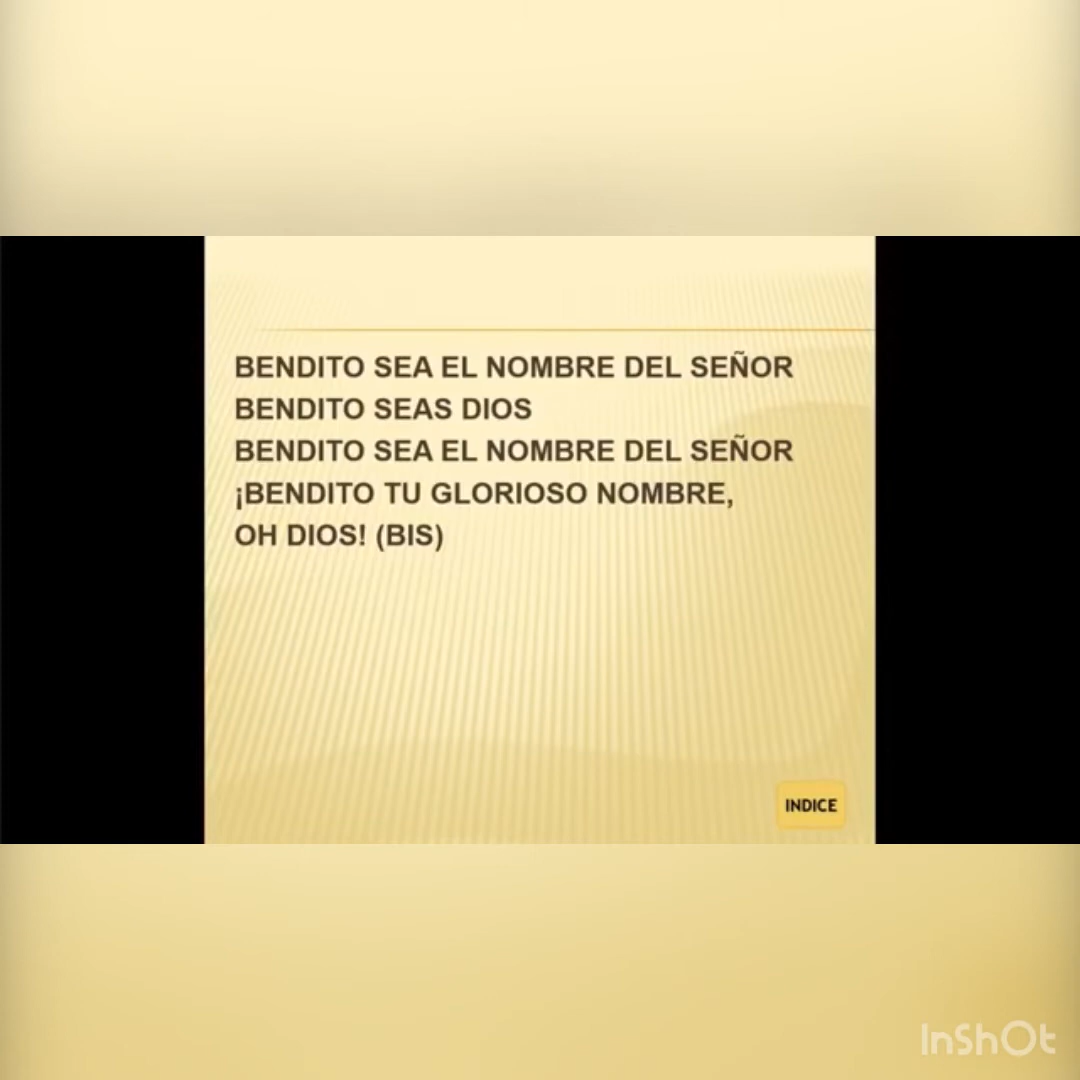 BENDITO SEA EL NOMBRE DEL SEÑOR
BENDITO SEAS DIOS
BENDITO SEA EL NOMBRE DEL SEÑOR
¡BENDITO TU GLORIOSO NOMBRE,
OH DIOS! (BIS)
INDICE
InShOt